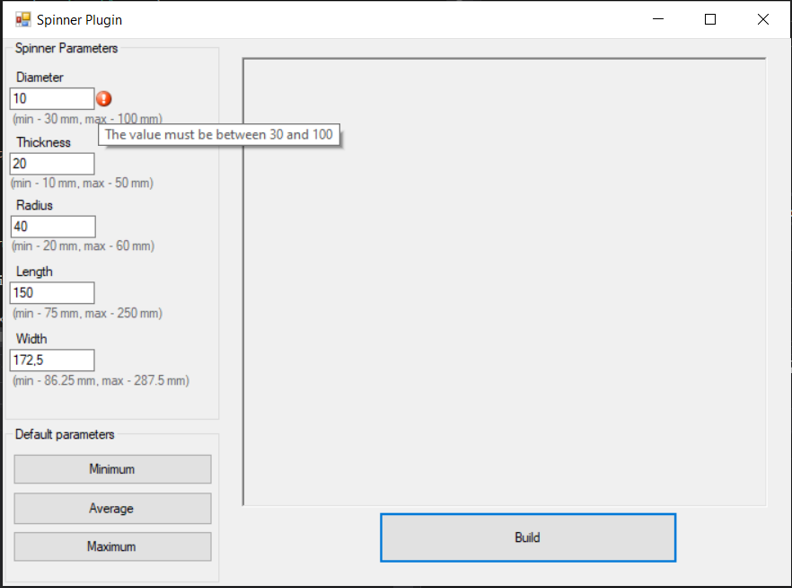 Spinner Plugin
Spinner Parameters
Diameter
10
(min - 30 mm, max - 100 mm)
The value must be between 30 and 100
Thickness
20
(min - 10 mm, max - 50 mm)
Radius
40
(min - 20 mm, max - 60 mm)
Length
150
(min - 75 mm, max - 250 mm)
Width
172,5
(min - 86.25 mm, max - 287.5 mm)
Default parameters
Minimum
Average
Maximum
Build